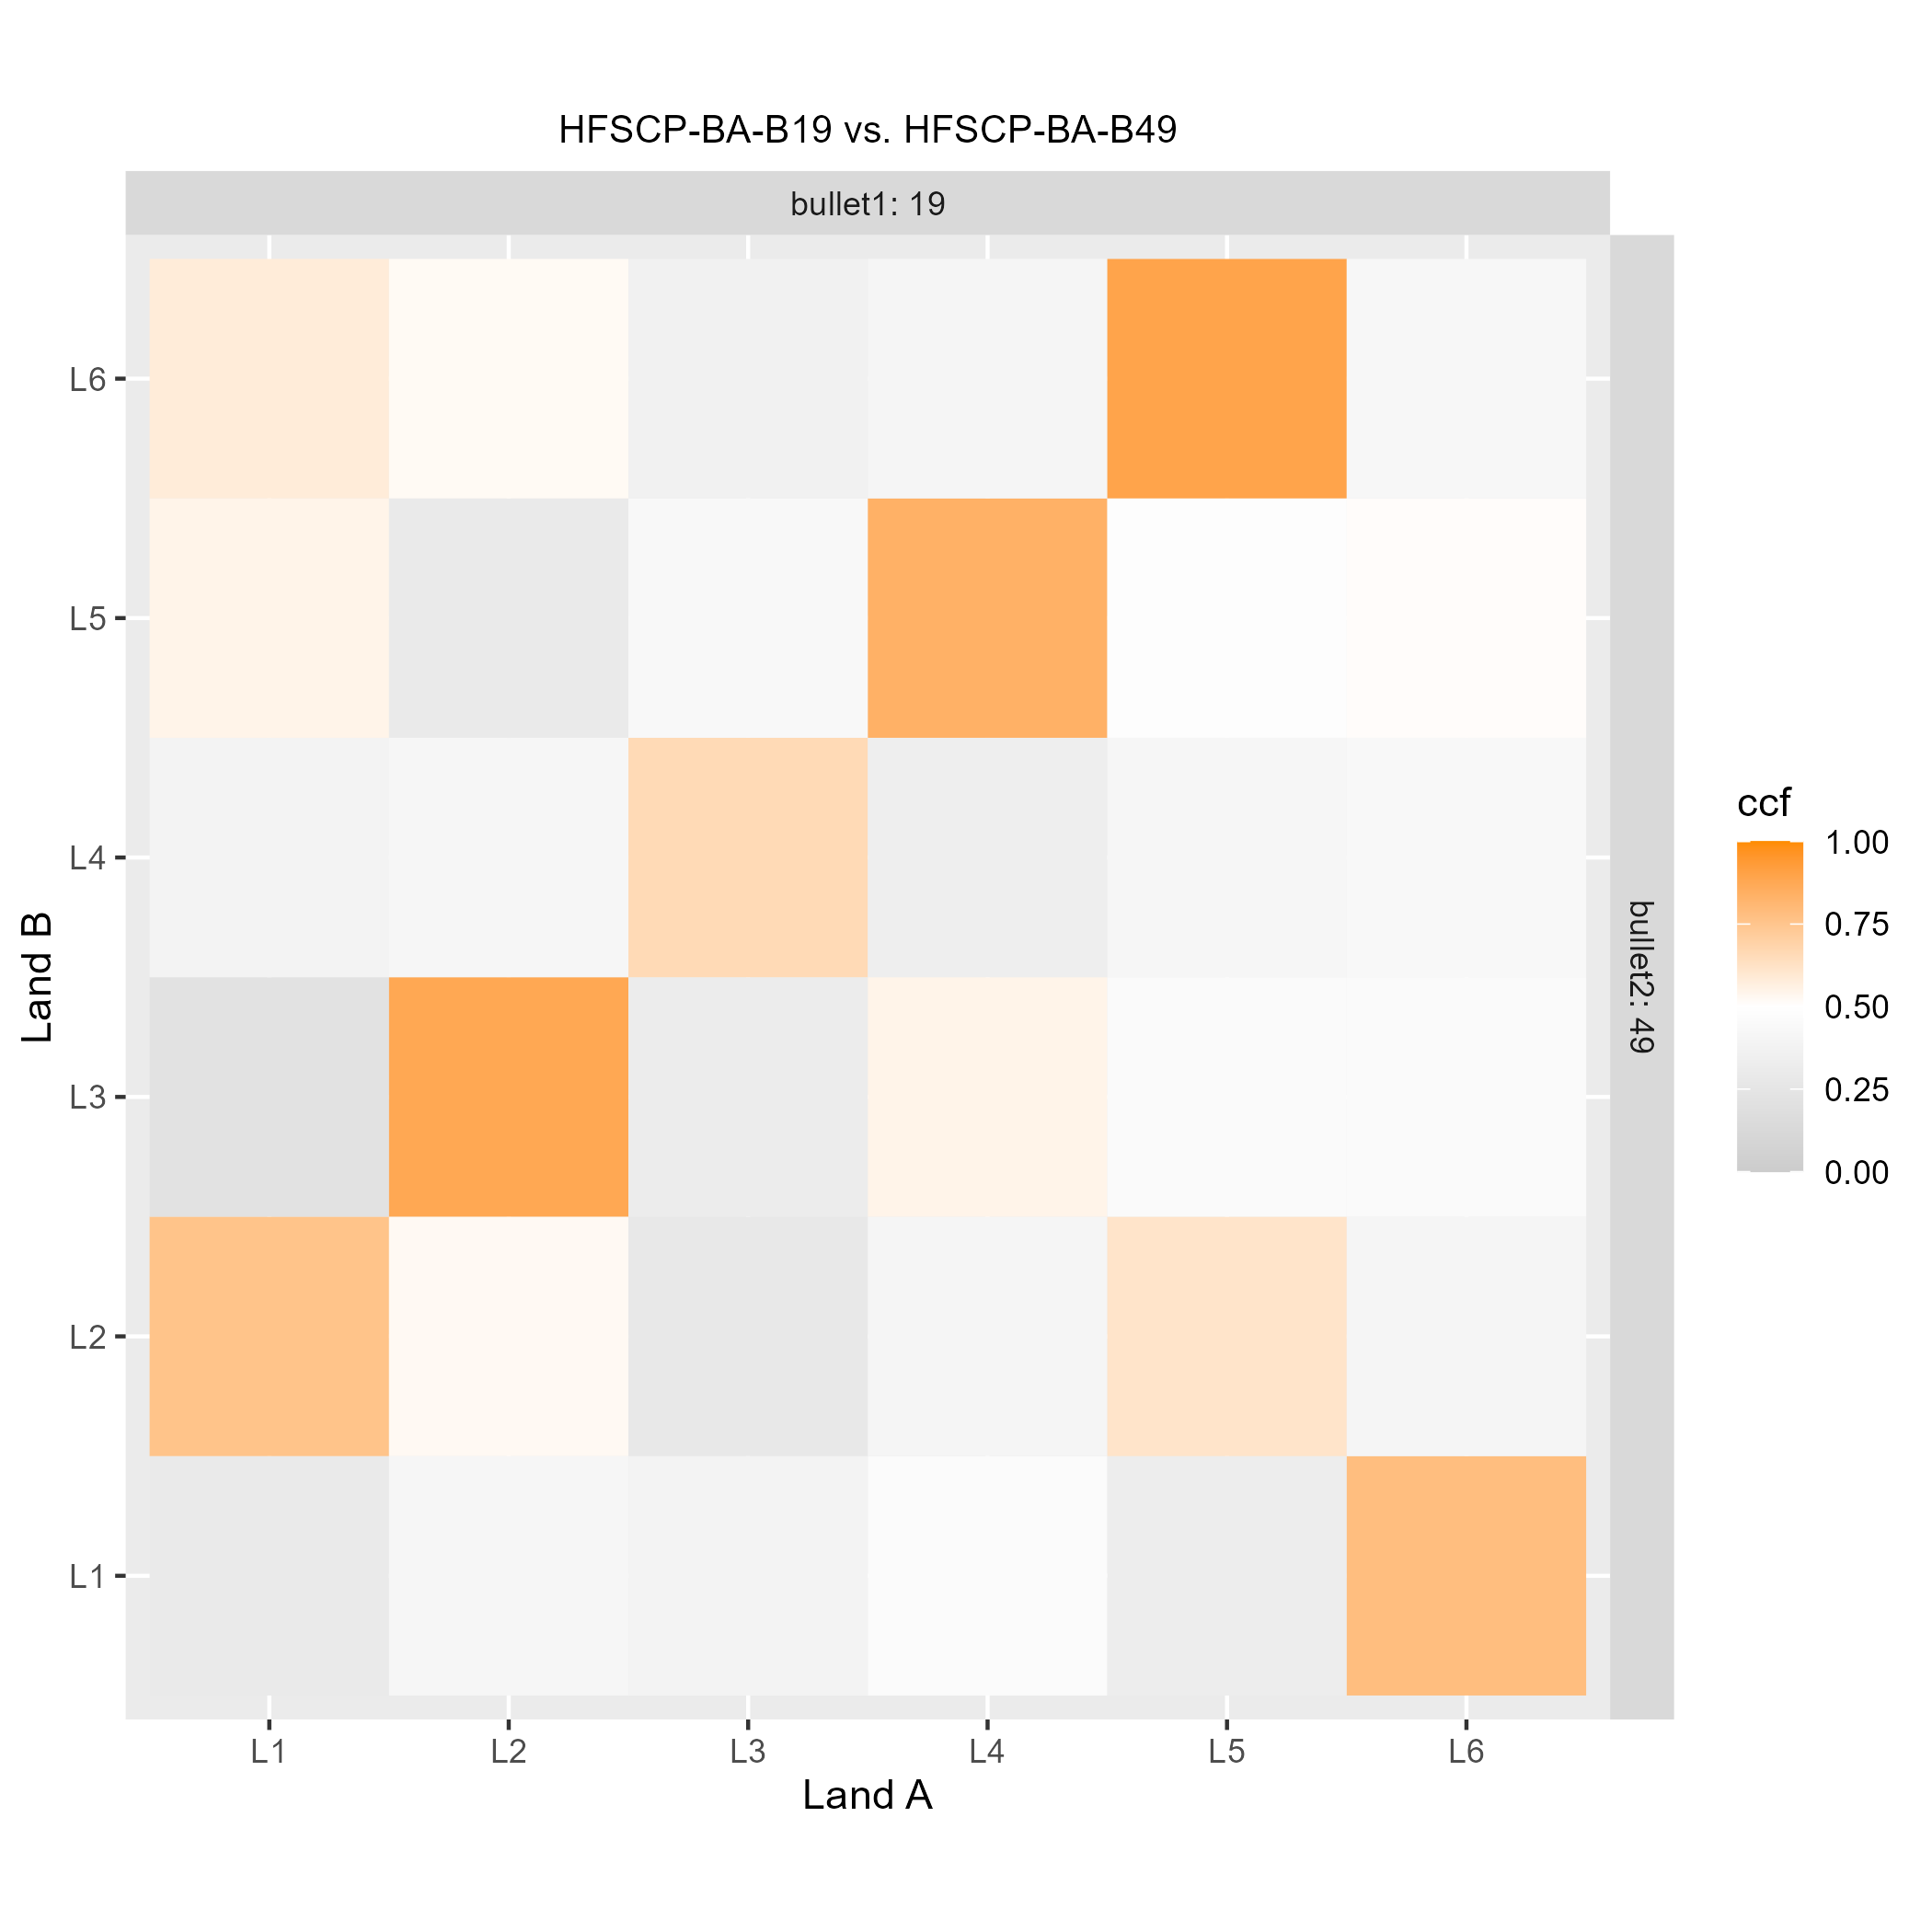 HFSCP-BA-B19 vs. HFSCP-BA-B49
bullet1: 19
L6
L5
L4
L3
L2
L1
Land B
bullet2: 49
L1 L2 L3 L4 L5 L6
Land A
ccf
1.00
0.75
0.50
0.25
0.00